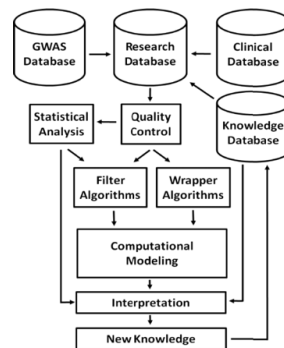 GWAS
Database
Research
Database
Clinical
Database
Statistical
Analysis
Quality
Control
Knowledge
Database
Filter
Algorithms
Wrapper
Algorithms
Computational
Modeling
Interpretation
New Knowledge